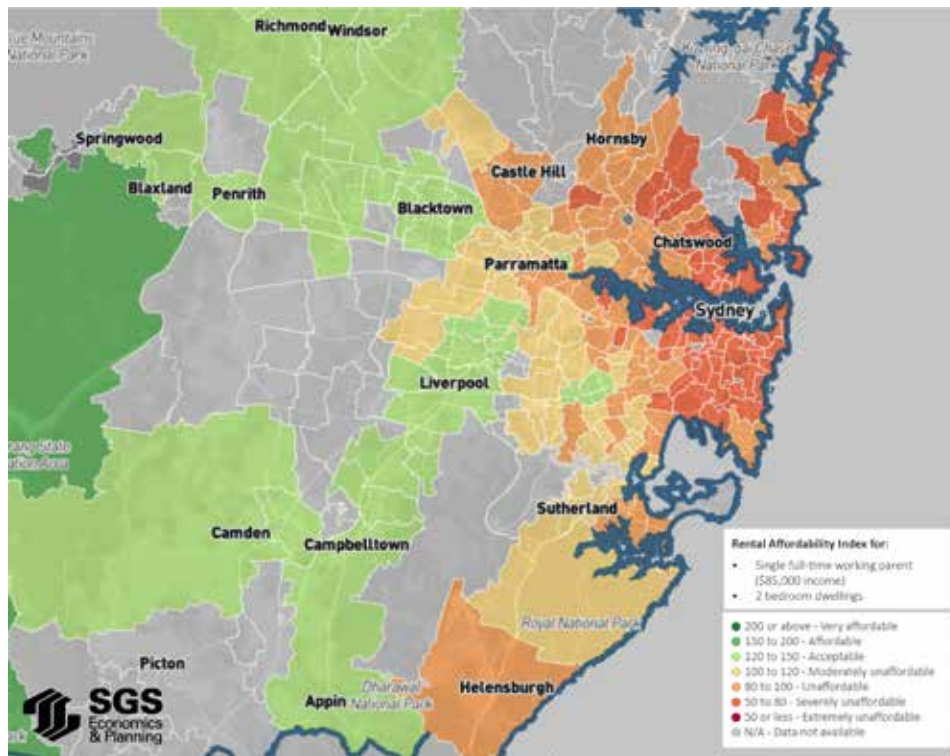 Richmond Windsor
National Park
National Park
Springwood
Hornsby
Castle Hill
Blaxland
Penrith
Blacktown
Chatswood
Parramatta
Sydney
Liverpool
Sutherland
Camden
Campbelltown
Royal National Park
Picton
Appin
Dharawal
National Park
Helensburgh
SGS
Economics
& Planning
Rental Affordability Index for:
• Single full-time working parent
($85,000 income)
• 2 bedroom dwellings
200 or above - Very affordable
150 to 200 - Affordable
120 to 150 - Acceptable
100 to 120 - Moderately unaffordable
80 to 100 - Unaffordable
50 to 80 - Severely unaffordable
50 or less - Extremely unaffordable
N/A - Data not available